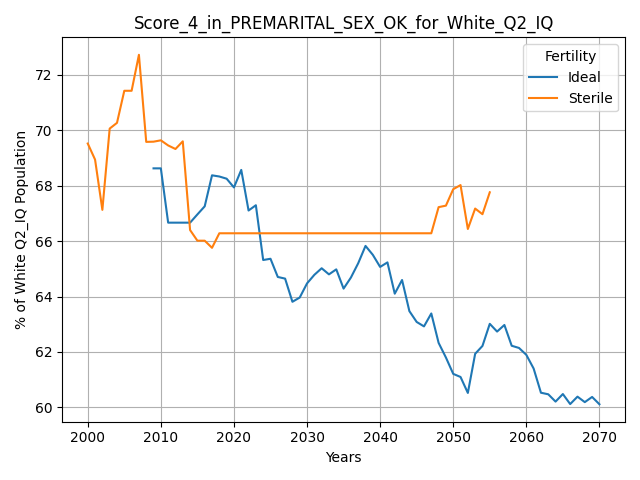 Score_4_in_PREMARITAL_SEX_OK_for_White_Q2_IQ
% of White Q2_IQ Population
72
70
68
66
64
62
60
Fertility
Ideal
Sterile
2000 2010 2020 2030 2040 2050 2060 2070
Years